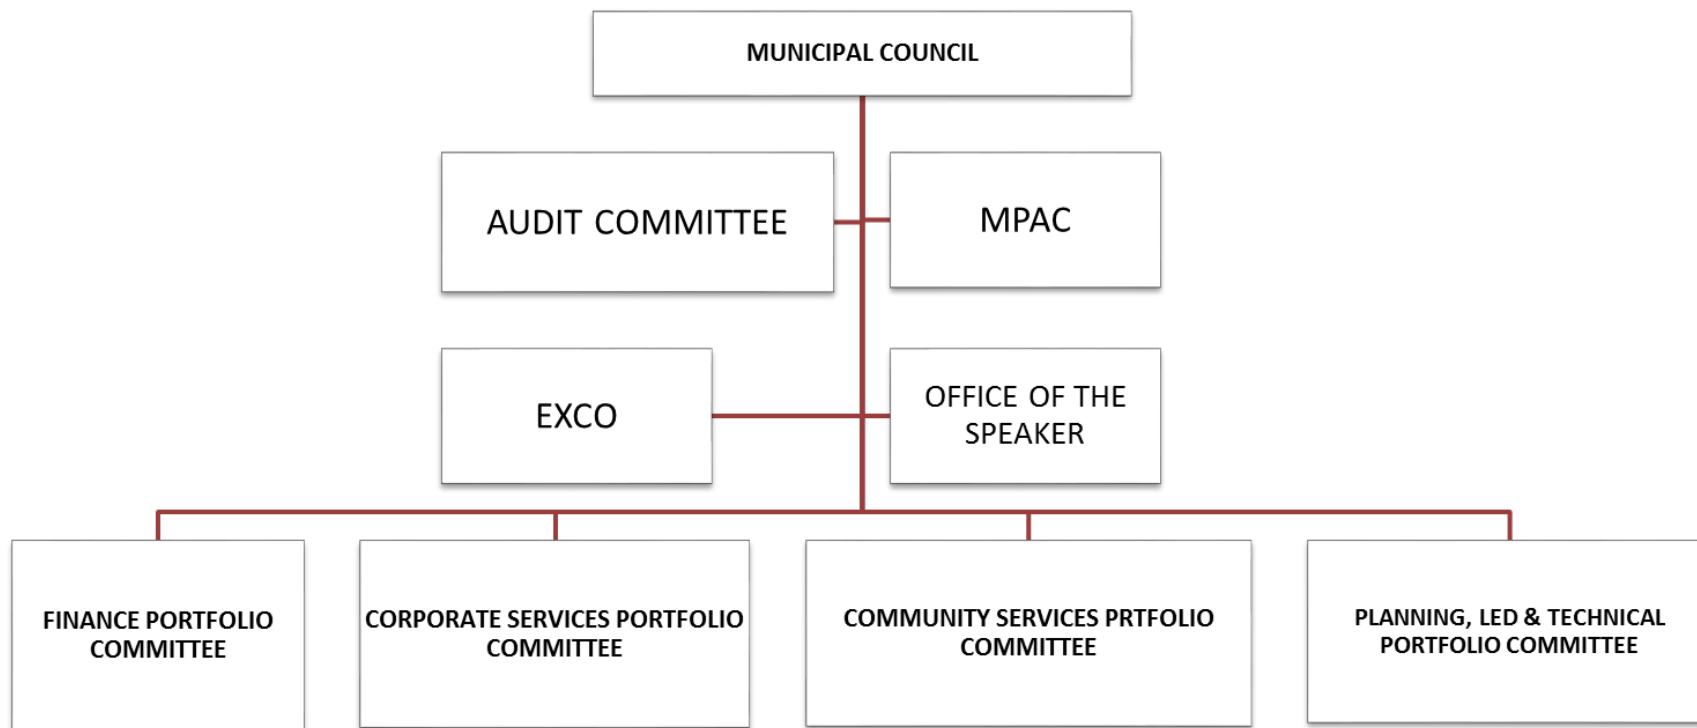 MUNICIPAL COUNCIL
AUDIT COMMITTEE
MPAC
EXCO
OFFICE OF THE
SPEAKER
FINANCE PORTFOLIO
COMMITTEE
CORPORATE SERVICES PORTFOLIO
COMMITTEE
COMMUNITY SERVICES PRTFOLIO
COMMITTEE
PLANNING, LED & TECHNICAL
PORTFOLIO COMMITTEE